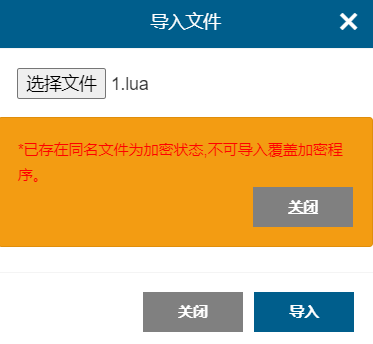 导入文件
选择文件 1.lua
*已存在同名文件为加密状态,不可导入覆盖加密程
序。
关闭
关闭 导入